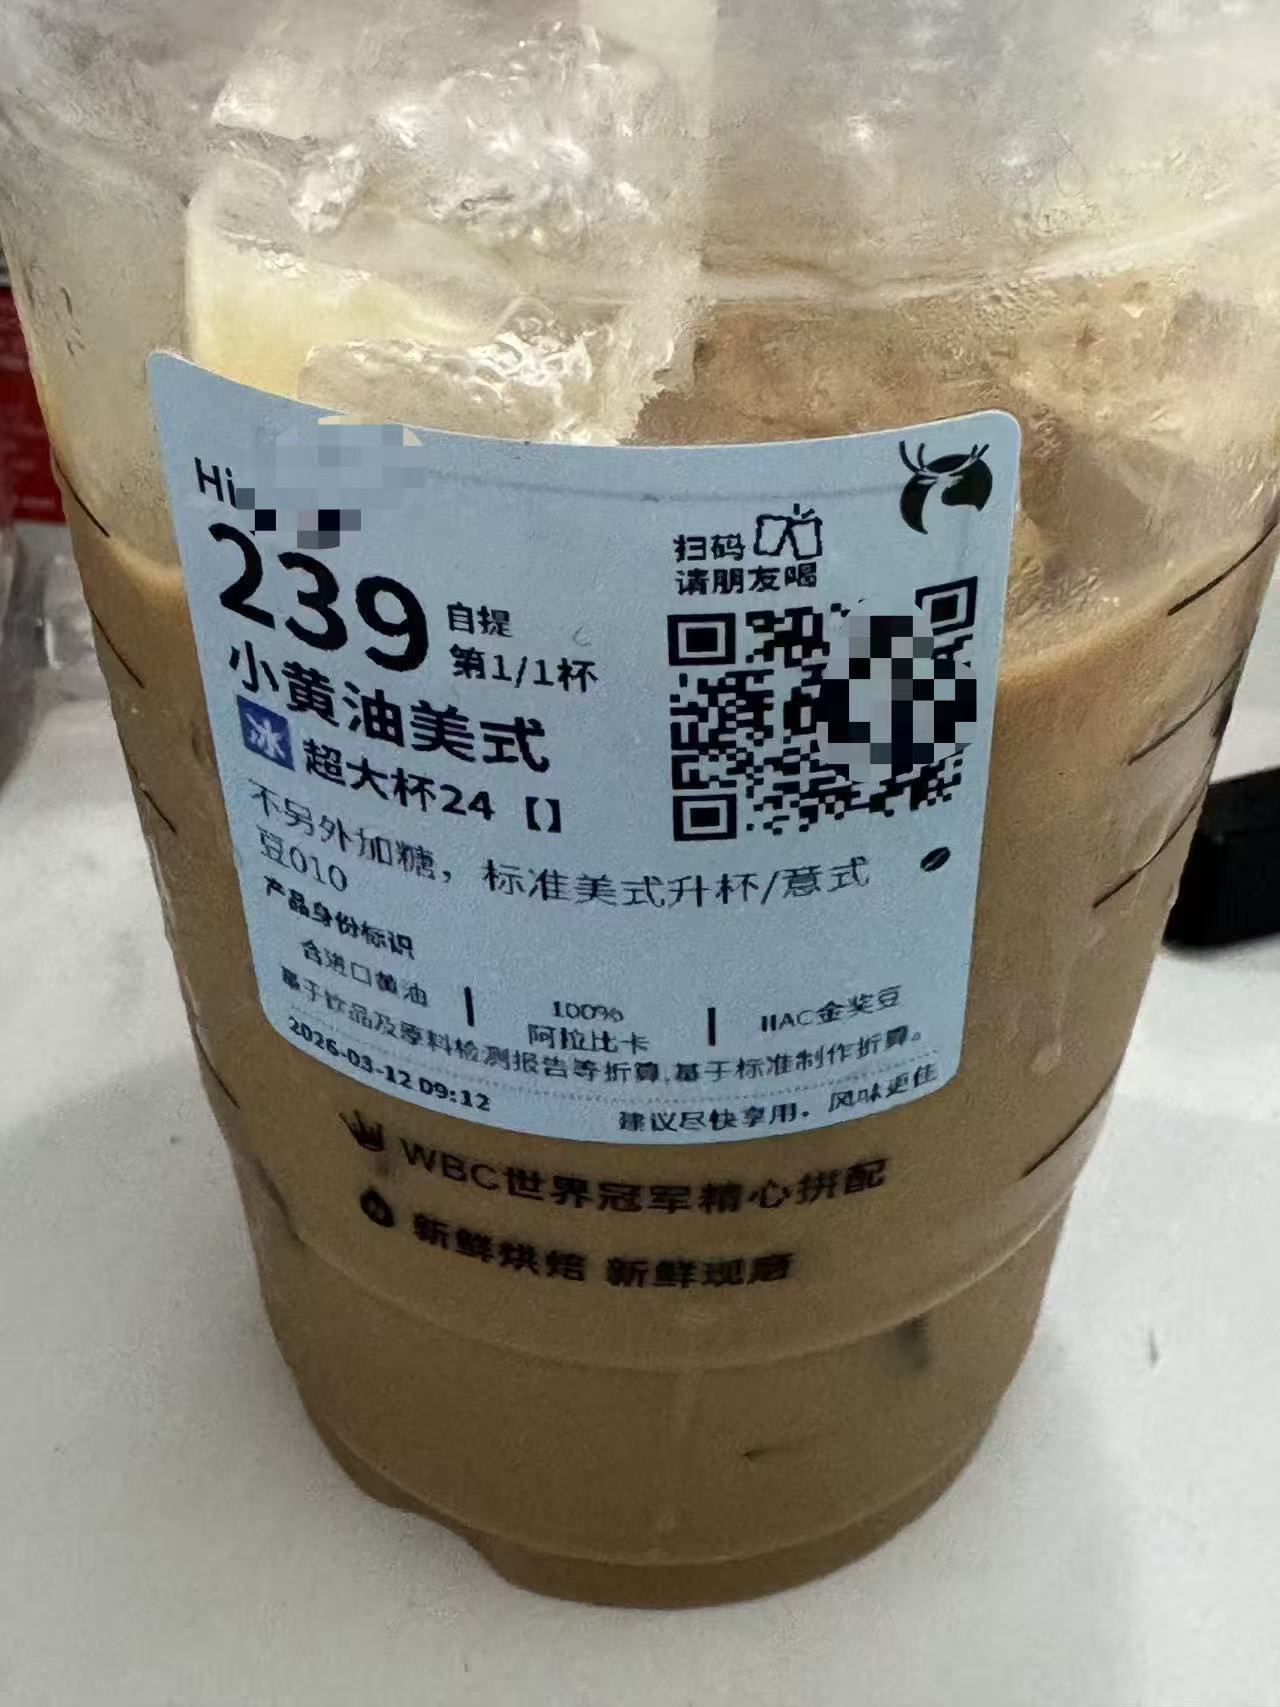 Hi
239
自提
第1/1杯
扫码
请朋友喝
小黄油美式
冰 超大杯24【】
不另外加糖，标准美式升杯/意式
豆010
产品身份标识
含进口黄油 | 100%阿拉比卡 | IIAC金奖豆
基于饮品及原料检测报告等折算,基于标准制作折算。
2026-03-12 09:12
建议尽快享用，风味更佳
WBC世界冠军精心拼配
新鲜烘焙 新鲜现磨